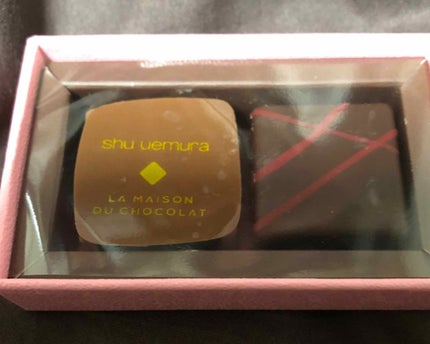 shu uemura
LA MAISON
DU CHOCOLAT